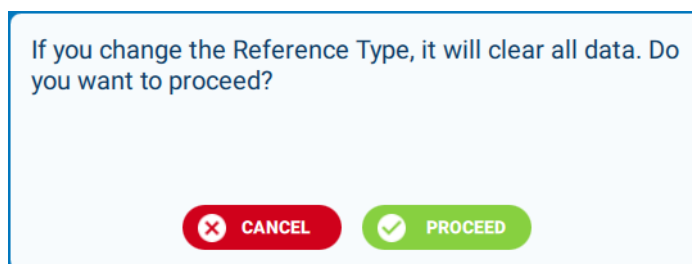 If you change the Reference Type, it will clear all data. Do
you want to proceed?
CANCEL
PROCEED